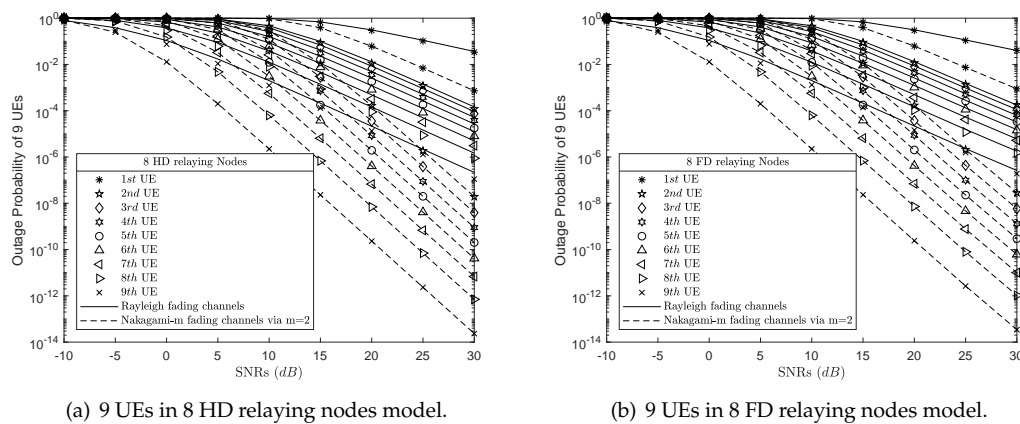 10^0
10^-2
10^-4
10^-6
10^-8
10^-10
10^-12
10^-14
Outage Probability of 9 UEs
8 HD relaying Nodes
1st UE
2nd UE
3rd UE
4th UE
5th UE
6th UE
7th UE
8th UE
9th UE
Rayleigh fading channels
Nakagami-m fading channels via m=2
-10 -5 0 5 10 15 20 25 30
SNRs (dB)
(a) 9 UEs in 8 HD relaying nodes model.
10^0
10^-2
10^-4
10^-6
10^-8
10^-10
10^-12
10^-14
Outage Probability of 9 UEs
8 FD relaying Nodes
1st UE
2nd UE
3rd UE
4th UE
5th UE
6th UE
7th UE
8th UE
9th UE
Rayleigh fading channels
Nakagami-m fading channels via m=2
-10 -5 0 5 10 15 20 25 30
SNRs (dB)
(b) 9 UEs in 8 FD relaying nodes model.